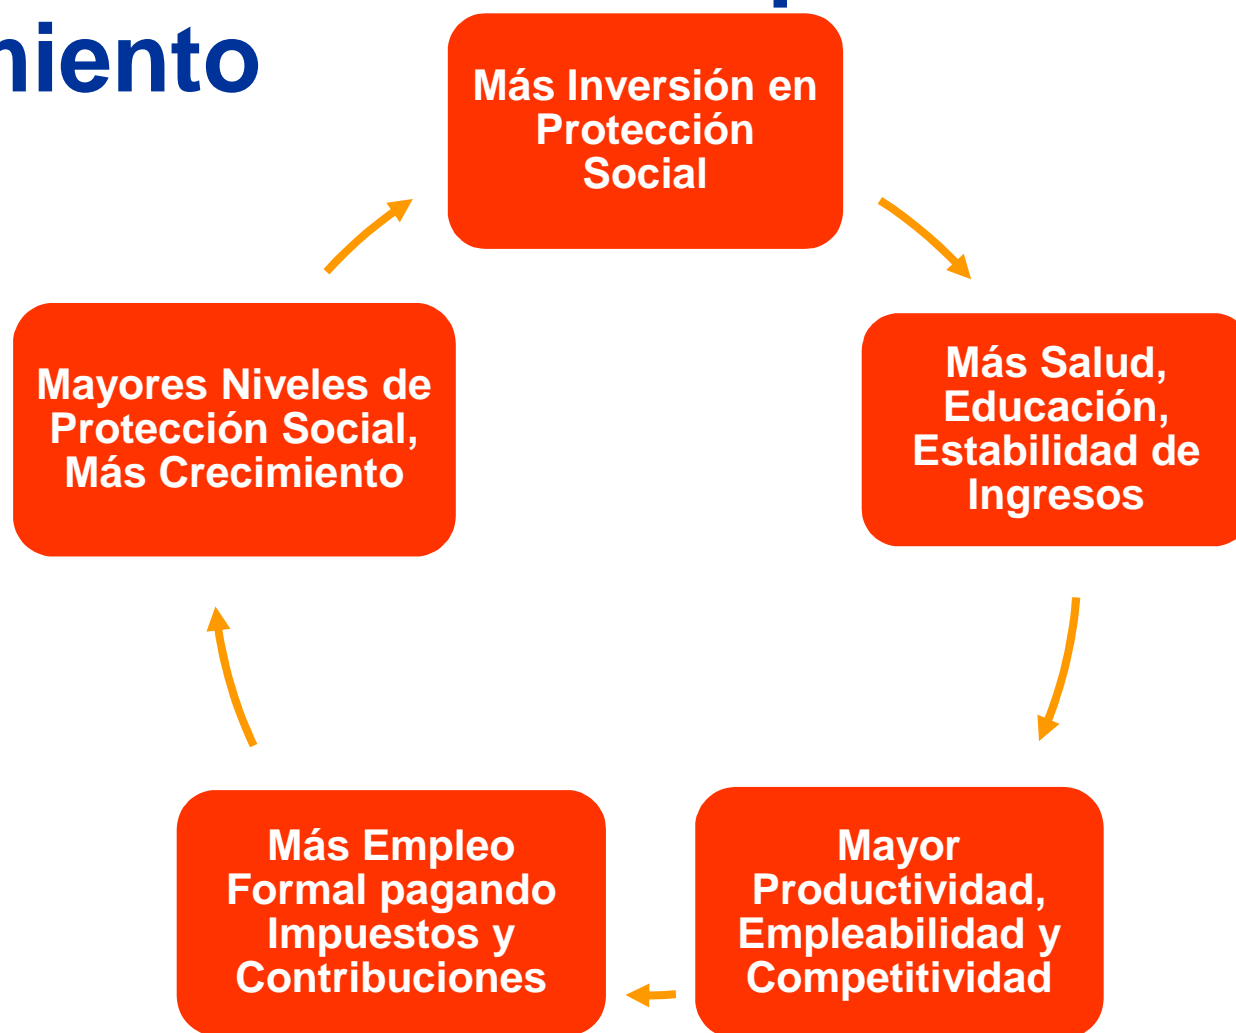 miento
Más Inversión en
Protección
Social
Más Salud,
Educación,
Estabilidad de
Ingresos
Mayor
Productividad,
Empleabilidad y
Competitividad
Más Empleo
Formal pagando
Impuestos y
Contribuciones
Mayores Niveles de
Protección Social,
Más Crecimiento